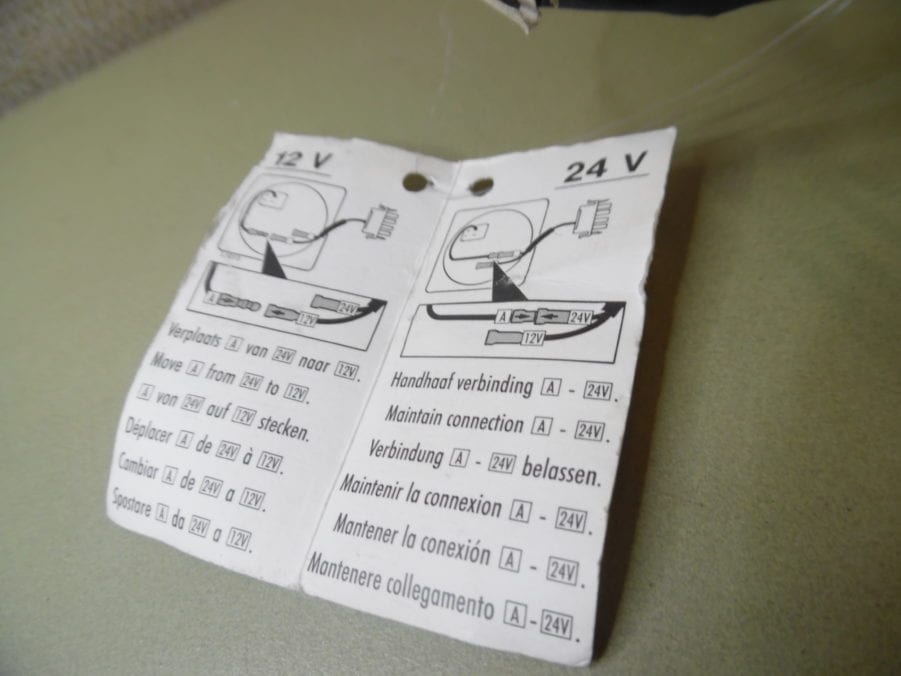 12 V
A
24V
12V
Verplaats A van 24V naar 12V.
Move A from 24V to 12V.
A von 24V auf 12V stecken.
Déplacer A de 24V à 12V.
Cambiar A de 24V a 12V.
Spostare A da 24V a 12V.
24 V
A
24V
12V
Handhaaf verbinding A - 24V.
Maintain connection A - 24V.
Verbindung A - 24V belassen.
Maintenir la connexion A - 24V.
Mantener la conexión A - 24V.
Mantenere collegamento A - 24V.